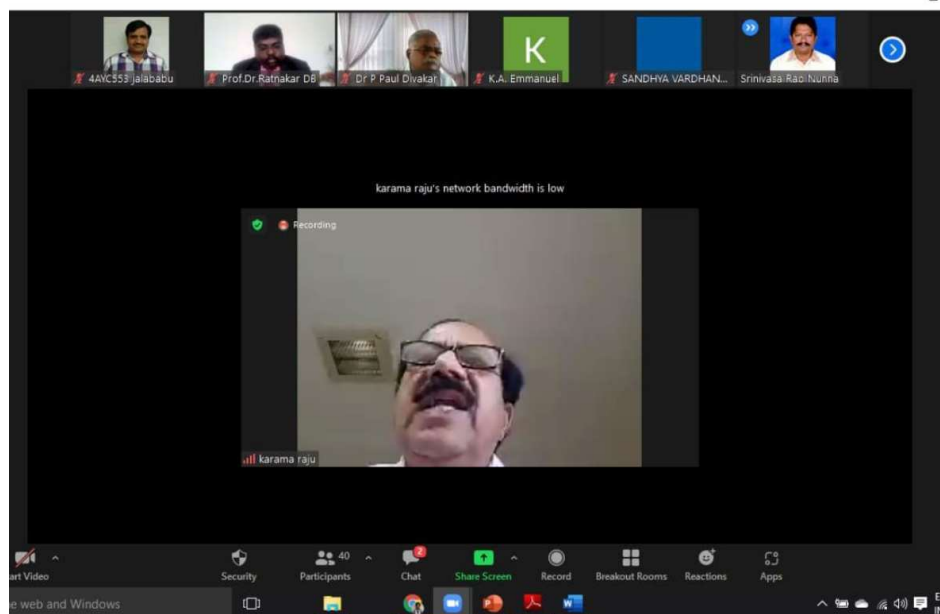 4AYC553 jalababu
Prof.Dr.Ratnakar DB
Dr P Paul Divakar
K
K.A. Emmanuel
SANDHYA VARDHAN...
Srinivasa Rao Nunna
karama raju's network bandwidth is low
Recording
karama raju
art Video
Security
40
Participants
2
Chat
Share Screen
Record
Breakout Rooms
Reactions
Apps
e web and Windows
E